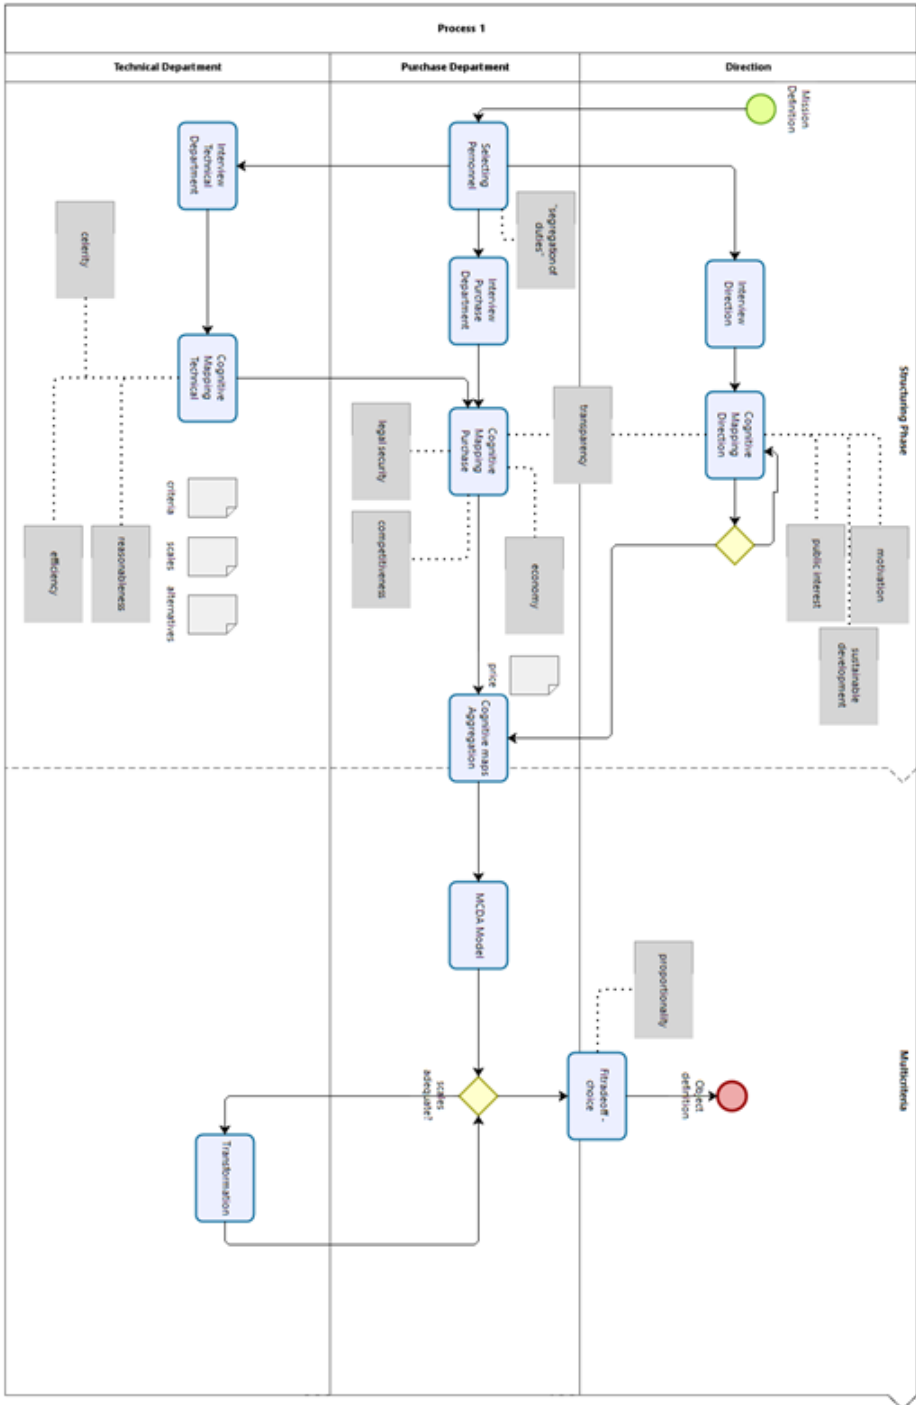 Process 1
Technical Department
Purchase Department
Direction
Mission
Definition
Structuring Phase
Interview
Technical
Department
Selecting
Personnel
"segregation of
duties"
celerity
Interview
Purchase
Department
Interview
Direction
Cognitive
Mapping
Technical
Cognitive
Mapping
Purchase
Cognitive
Mapping
Direction
transparency
legal security
competitiveness
economy
criteria
scales
alternatives
efficiency
reasonableness
public interest
motivation
sustainable
development
price
Cognitive maps
Aggregation
MCDA Model
proportionality
Multicriteria
scales
adequate?
Fitradeoff -
choice
Object
definition
Transformation